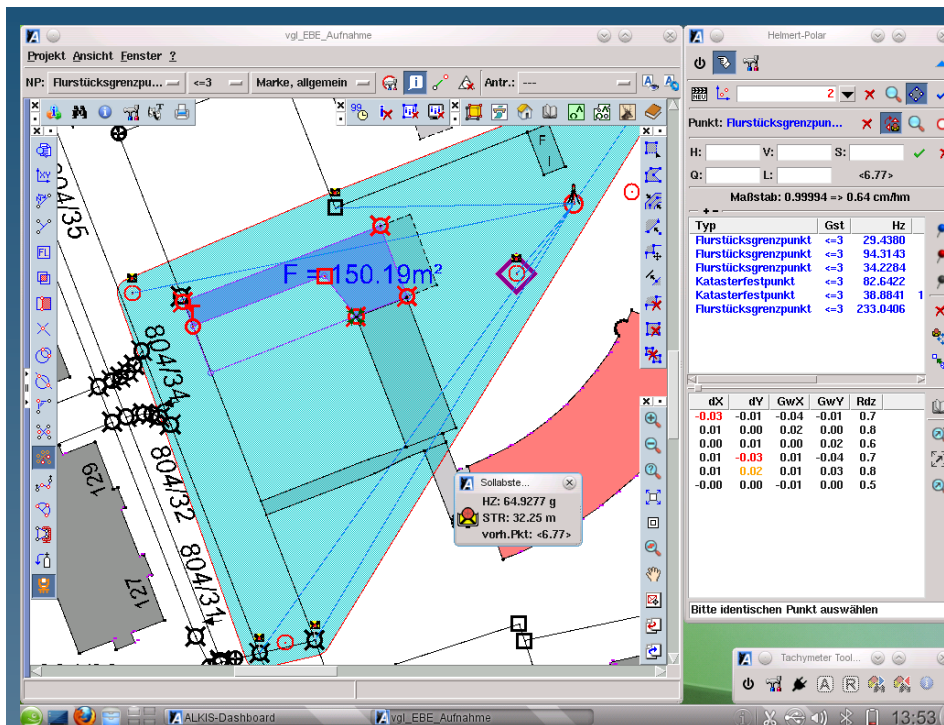 vgl_EBE_Aufnahme
Projekt Ansicht Fenster ?
NP: Flurstücksgrenzpu... <=3 Marke, allgemein Antr.: ---
F
I
804/35
F = 150.19m²
804/34
129
804/32
127
804/31
Sollabste...
HZ: 64.9277 g
STR: 32.25 m
vorh.Pkt: <6.77>
Helmert-Polar
MENU
2
Punkt: Flurstücksgrenzpun...
H: V: S:
Q: L: <6.77>
Maßstab: 0.99994 => 0.64 cm/hm
+ -
Typ Gst Hz
Flurstücksgrenzpunkt <=3 29.4380
Flurstücksgrenzpunkt <=3 94.3143
Flurstücksgrenzpunkt <=3 34.2284
Katasterfestpunkt <=3 82.6422
Katasterfestpunkt <=3 38.8841 1
Flurstücksgrenzpunkt <=3 233.0406
dX dY GwX GwY Rdz
-0.03 -0.01 -0.04 -0.01 0.7
0.01 0.00 0.02 0.00 0.8
0.00 0.01 0.00 0.02 0.6
0.01 -0.03 0.01 -0.04 0.7
0.01 0.02 0.01 0.03 0.8
-0.00 0.00 -0.01 0.00 0.5
Bitte identischen Punkt auswählen
Tachymeter Tool...
A R
ALKIS-Dashboard vgl_EBE_Aufnahme 13:53